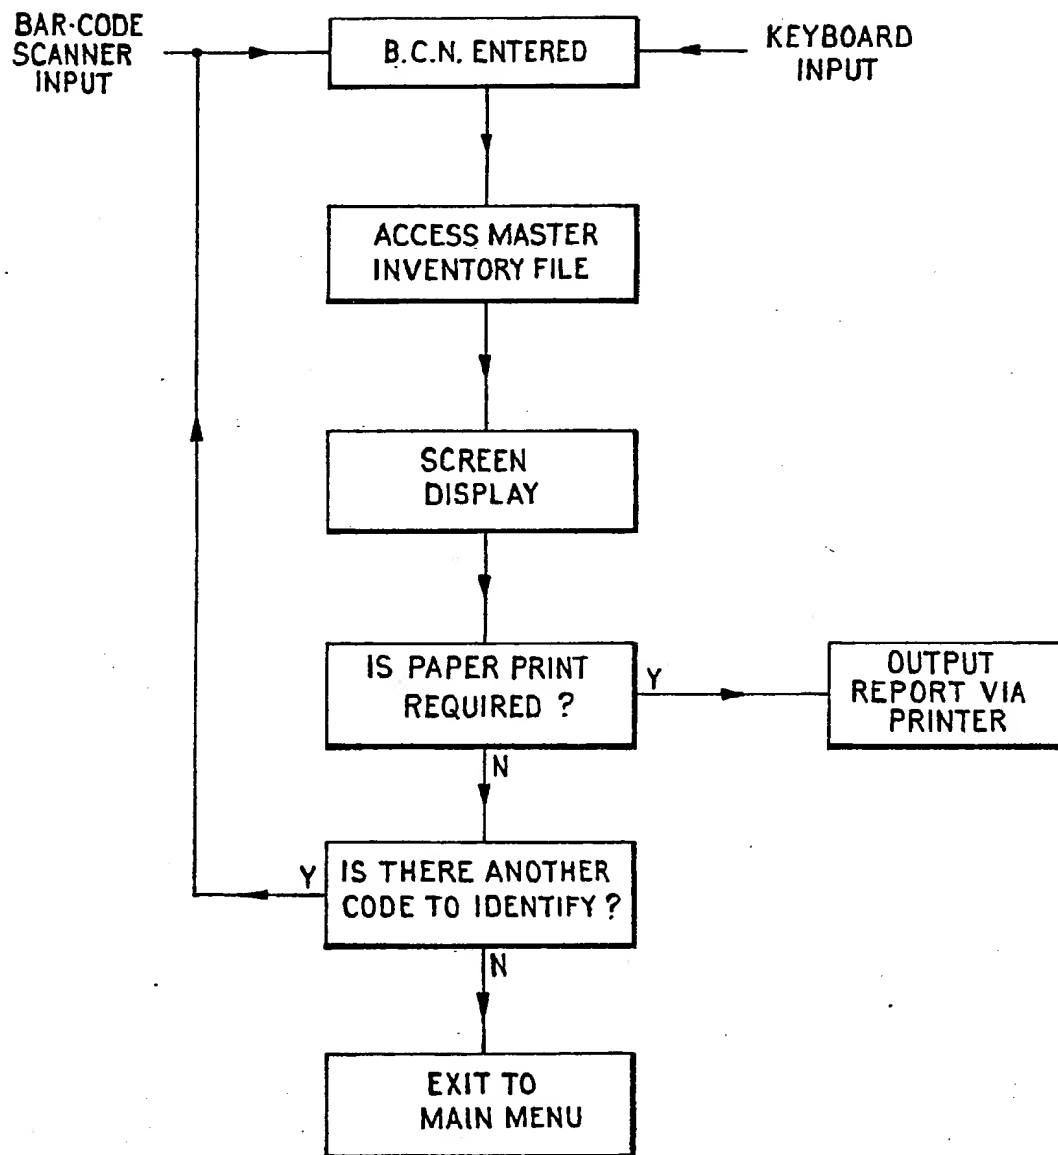 BAR-CODE
SCANNER
INPUT
B.C.N. ENTERED
KEYBOARD
INPUT
ACCESS MASTER
INVENTORY FILE
SCREEN
DISPLAY
IS PAPER PRINT
REQUIRED ?
Y
OUTPUT
REPORT VIA
PRINTER
N
Y
IS THERE ANOTHER
CODE TO IDENTIFY ?
N
EXIT TO
MAIN MENU